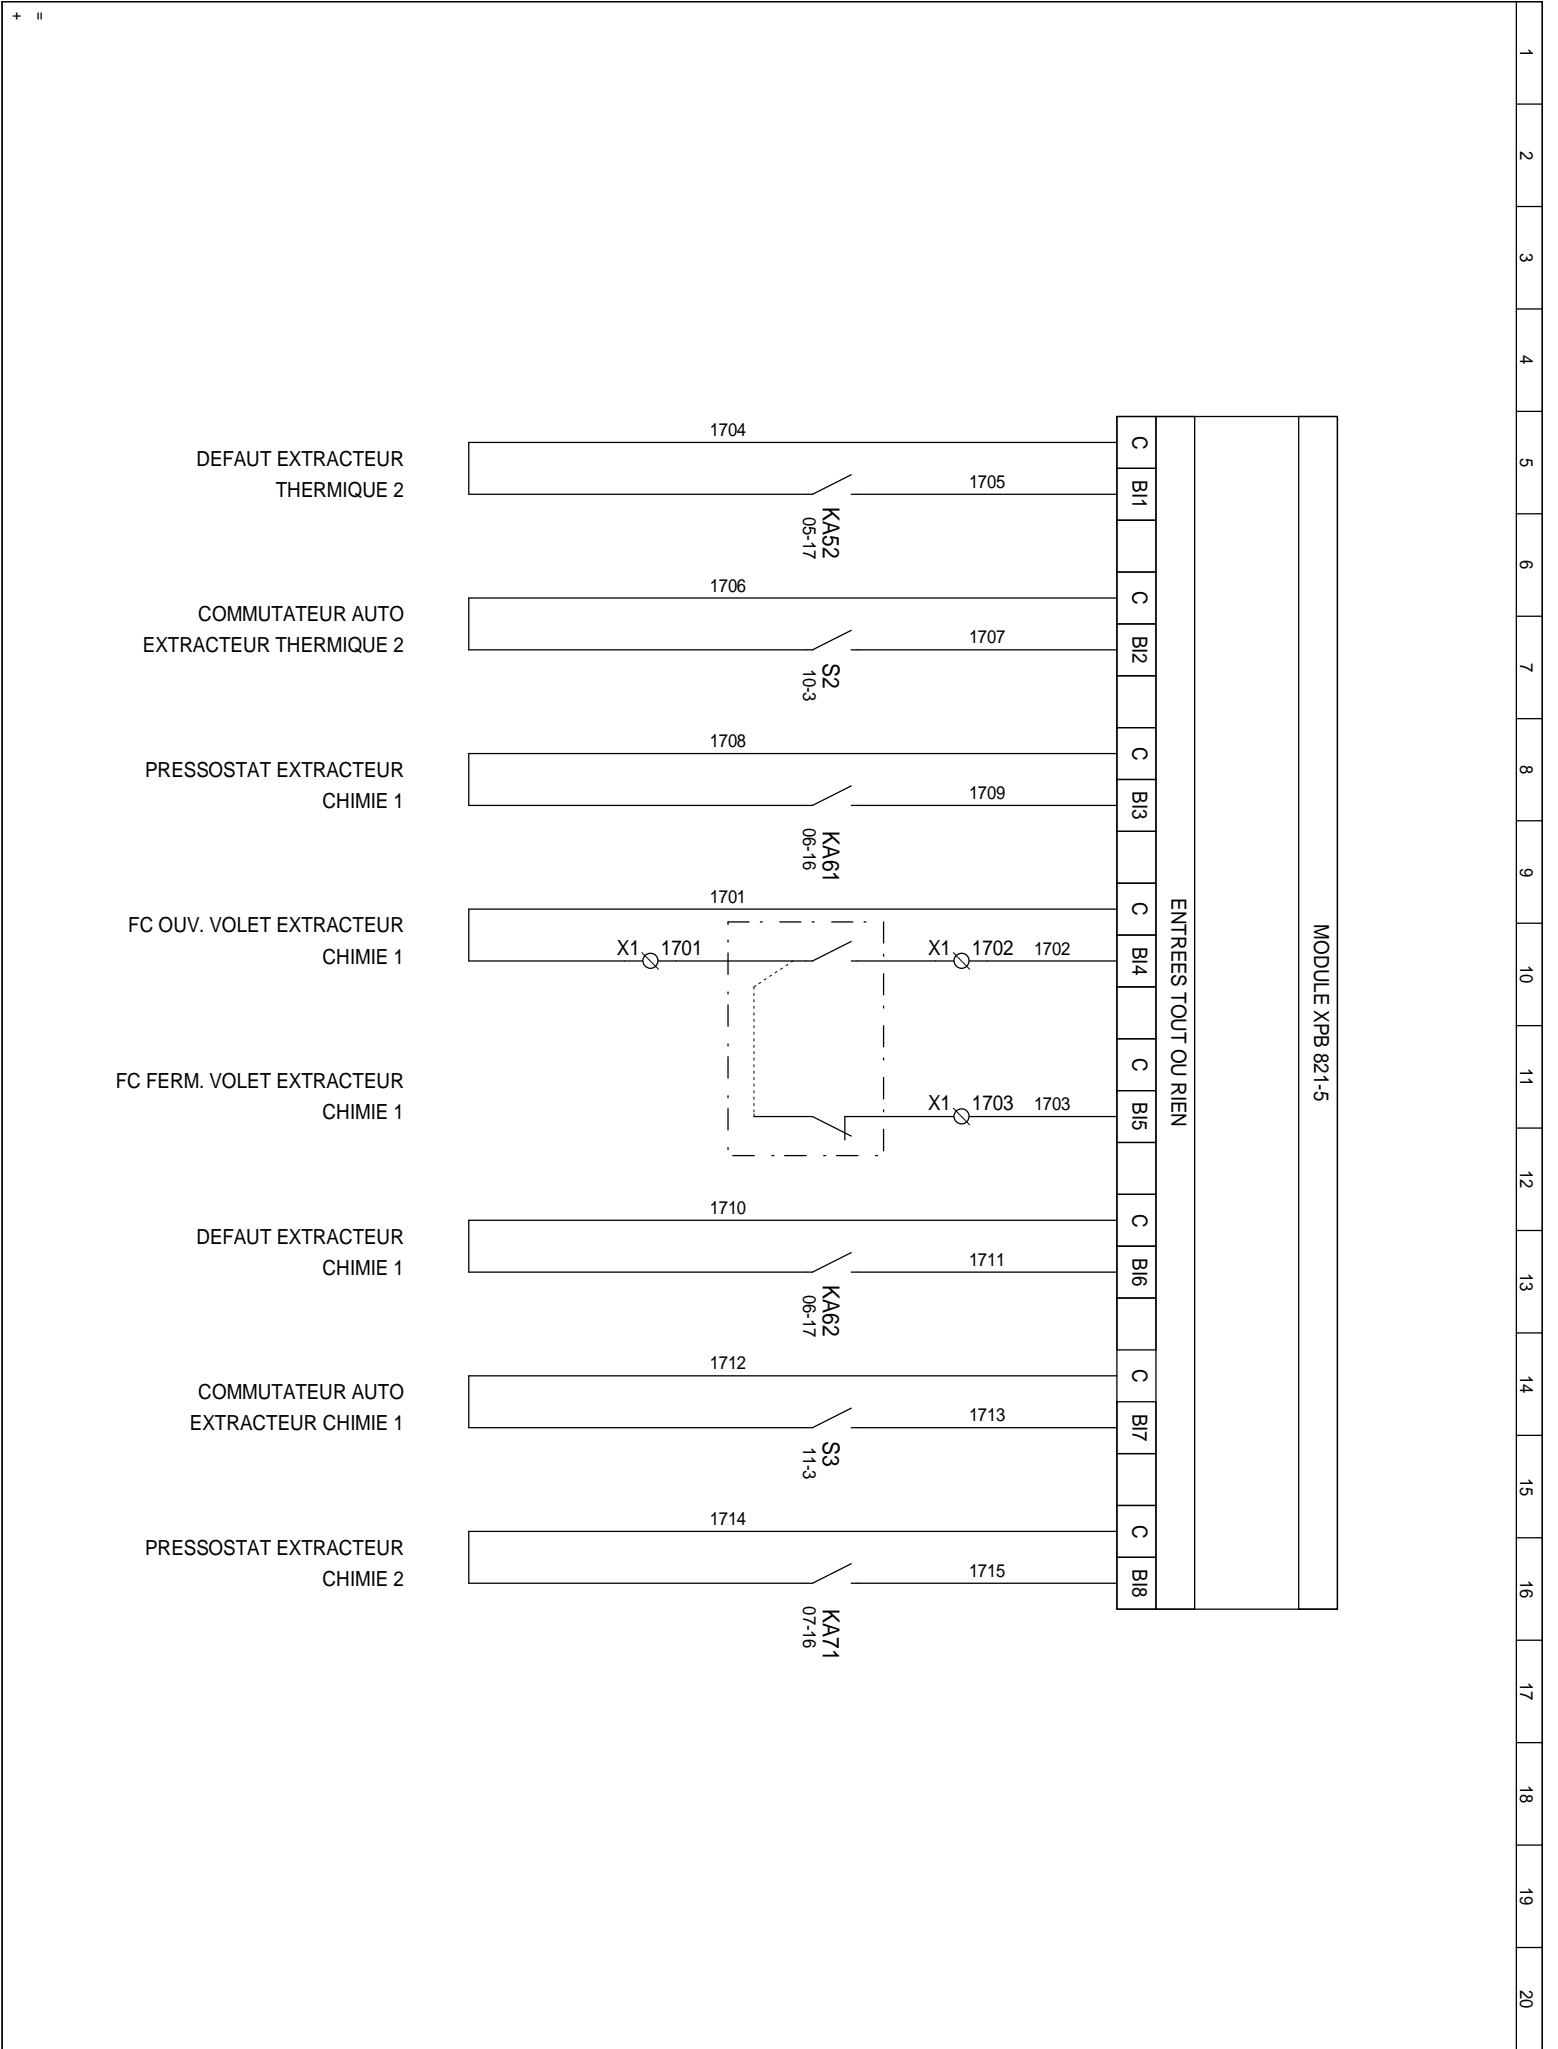 + =
1
2
3
4
5
6
7
8
9
10
11
12
13
14
15
16
17
18
19
20
MODULE XPB 821-5
ENTREES TOUT OU RIEN
C
BI1
C
BI2
C
BI3
C
BI4
C
BI5
C
BI6
C
BI7
C
BI8
1704
1705
KA52
05-17
DEFAUT EXTRACTEUR
THERMIQUE 2
1706
1707
S2
10-3
COMMUTATEUR AUTO
EXTRACTEUR THERMIQUE 2
1708
1709
KA61
06-16
PRESSOSTAT EXTRACTEUR
CHIMIE 1
1701
X1 1701
X1 1702 1702
FC OUV. VOLET EXTRACTEUR
CHIMIE 1
X1 1703 1703
FC FERM. VOLET EXTRACTEUR
CHIMIE 1
1710
1711
KA62
06-17
DEFAUT EXTRACTEUR
CHIMIE 1
1712
1713
S3
11-3
COMMUTATEUR AUTO
EXTRACTEUR CHIMIE 1
1714
1715
KA71
07-16
PRESSOSTAT EXTRACTEUR
CHIMIE 2